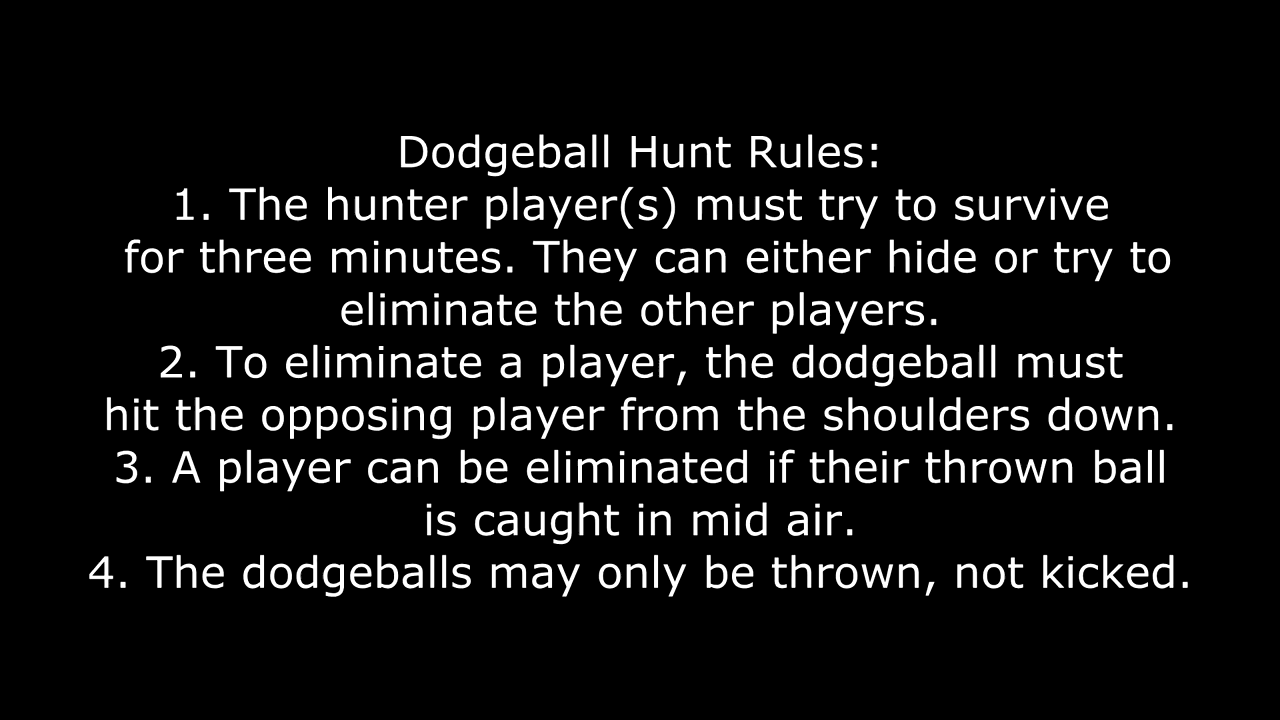 Dodgeball Hunt Rules:
1. The hunter player(s) must try to survive
for three minutes. They can either hide or try to
eliminate the other players.
2. To eliminate a player, the dodgeball must
hit the opposing player from the shoulders down.
3. A player can be eliminated if their thrown ball
is caught in mid air.
4. The dodgeballs may only be thrown, not kicked.